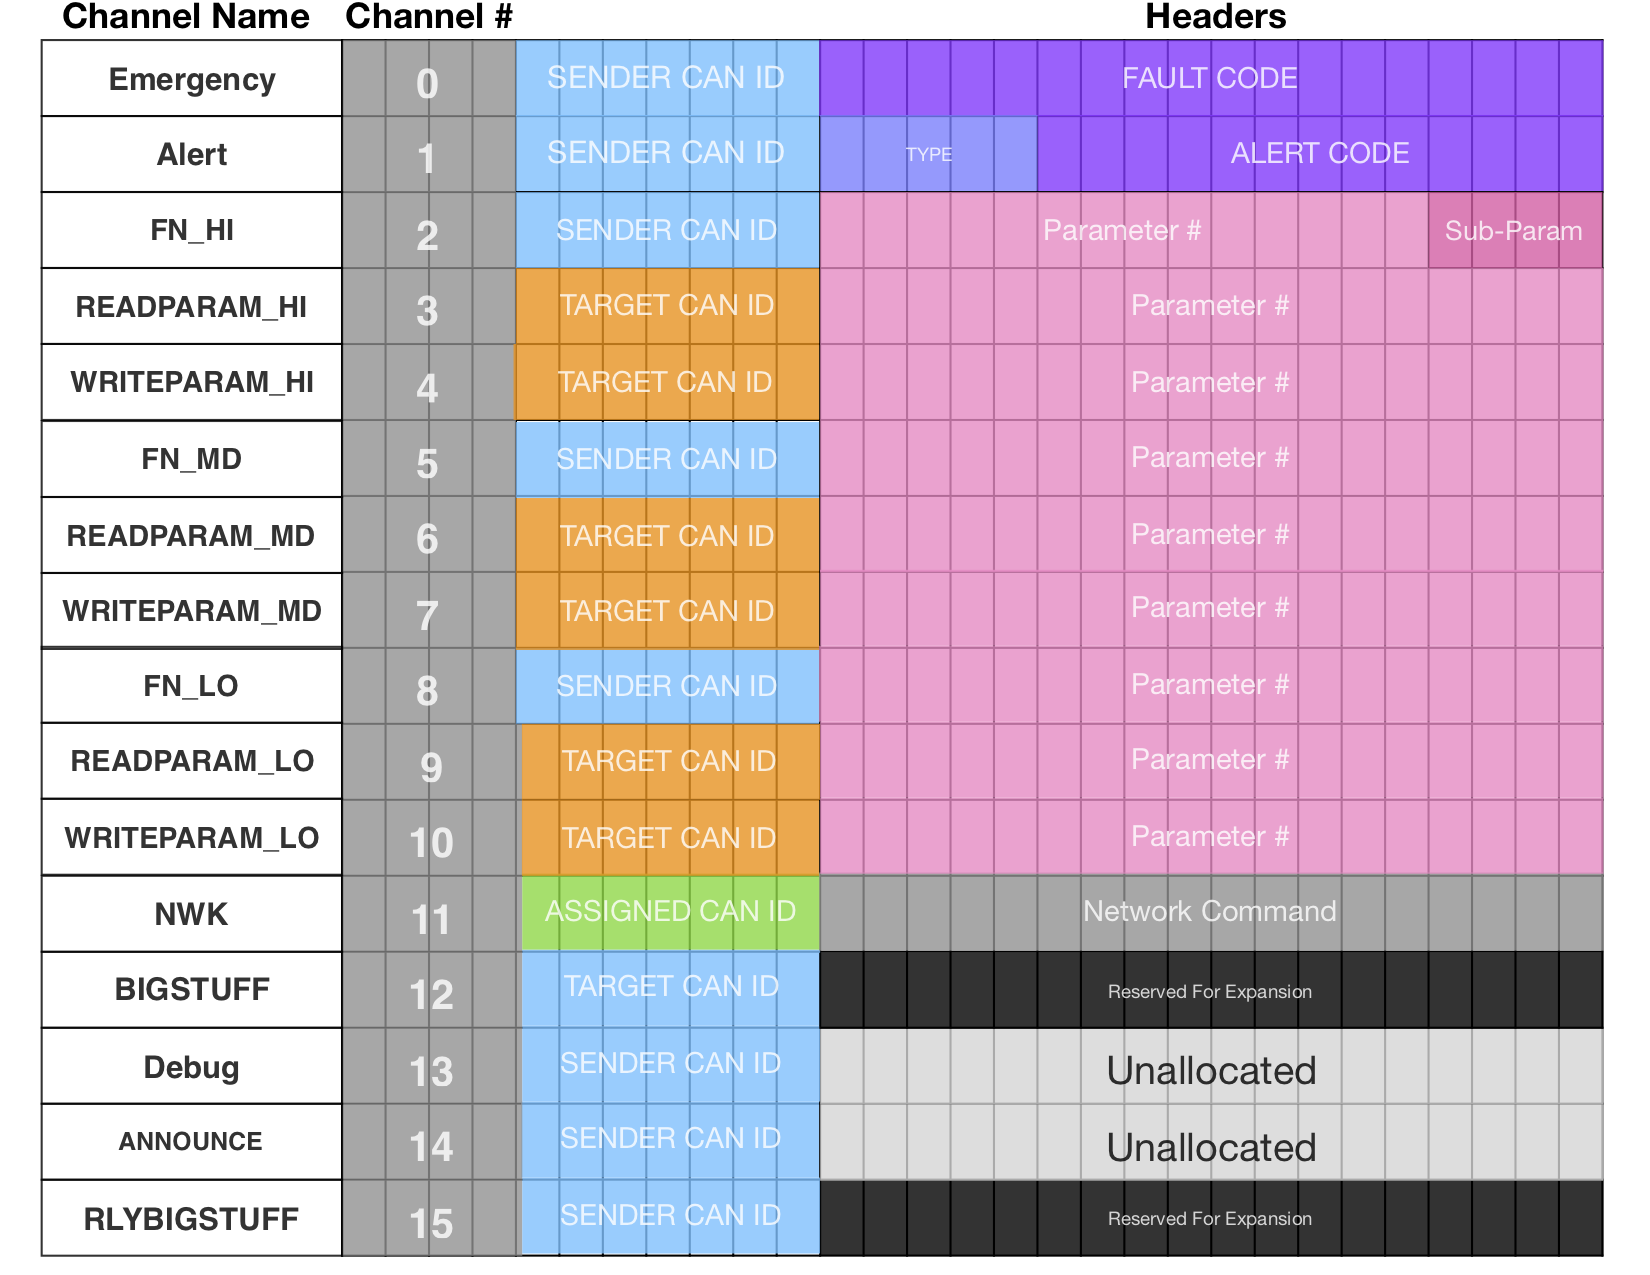 Channel Name Channel # Headers
Emergency 0 SENDER CAN ID FAULT CODE
Alert 1 SENDER CAN ID TYPE ALERT CODE
FN_HI 2 SENDER CAN ID Parameter # Sub-Param
READPARAM_HI 3 TARGET CAN ID Parameter #
WRITEPARAM_HI 4 TARGET CAN ID Parameter #
FN_MD 5 SENDER CAN ID Parameter #
READPARAM_MD 6 TARGET CAN ID Parameter #
WRITEPARAM_MD 7 TARGET CAN ID Parameter #
FN_LO 8 SENDER CAN ID Parameter #
READPARAM_LO 9 TARGET CAN ID Parameter #
WRITEPARAM_LO 10 TARGET CAN ID Parameter #
NWK 11 ASSIGNED CAN ID Network Command
BIGSTUFF 12 TARGET CAN ID Reserved For Expansion
Debug 13 SENDER CAN ID Unallocated
ANNOUNCE 14 SENDER CAN ID Unallocated
RLYBIGSTUFF 15 SENDER CAN ID Reserved For Expansion